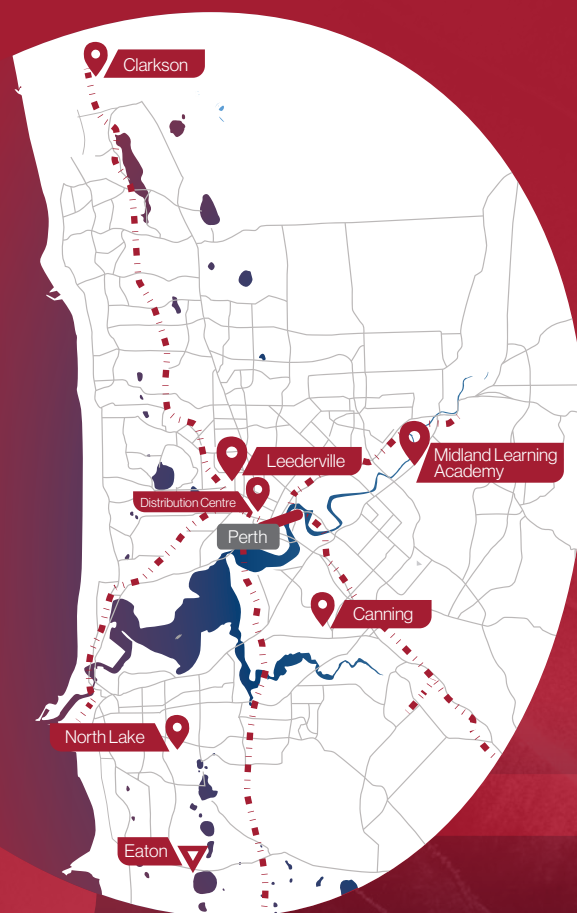 Clarkson
Leederville
Midland Learning
Academy
Distribution Centre
Perth
Canning
North Lake
Eaton